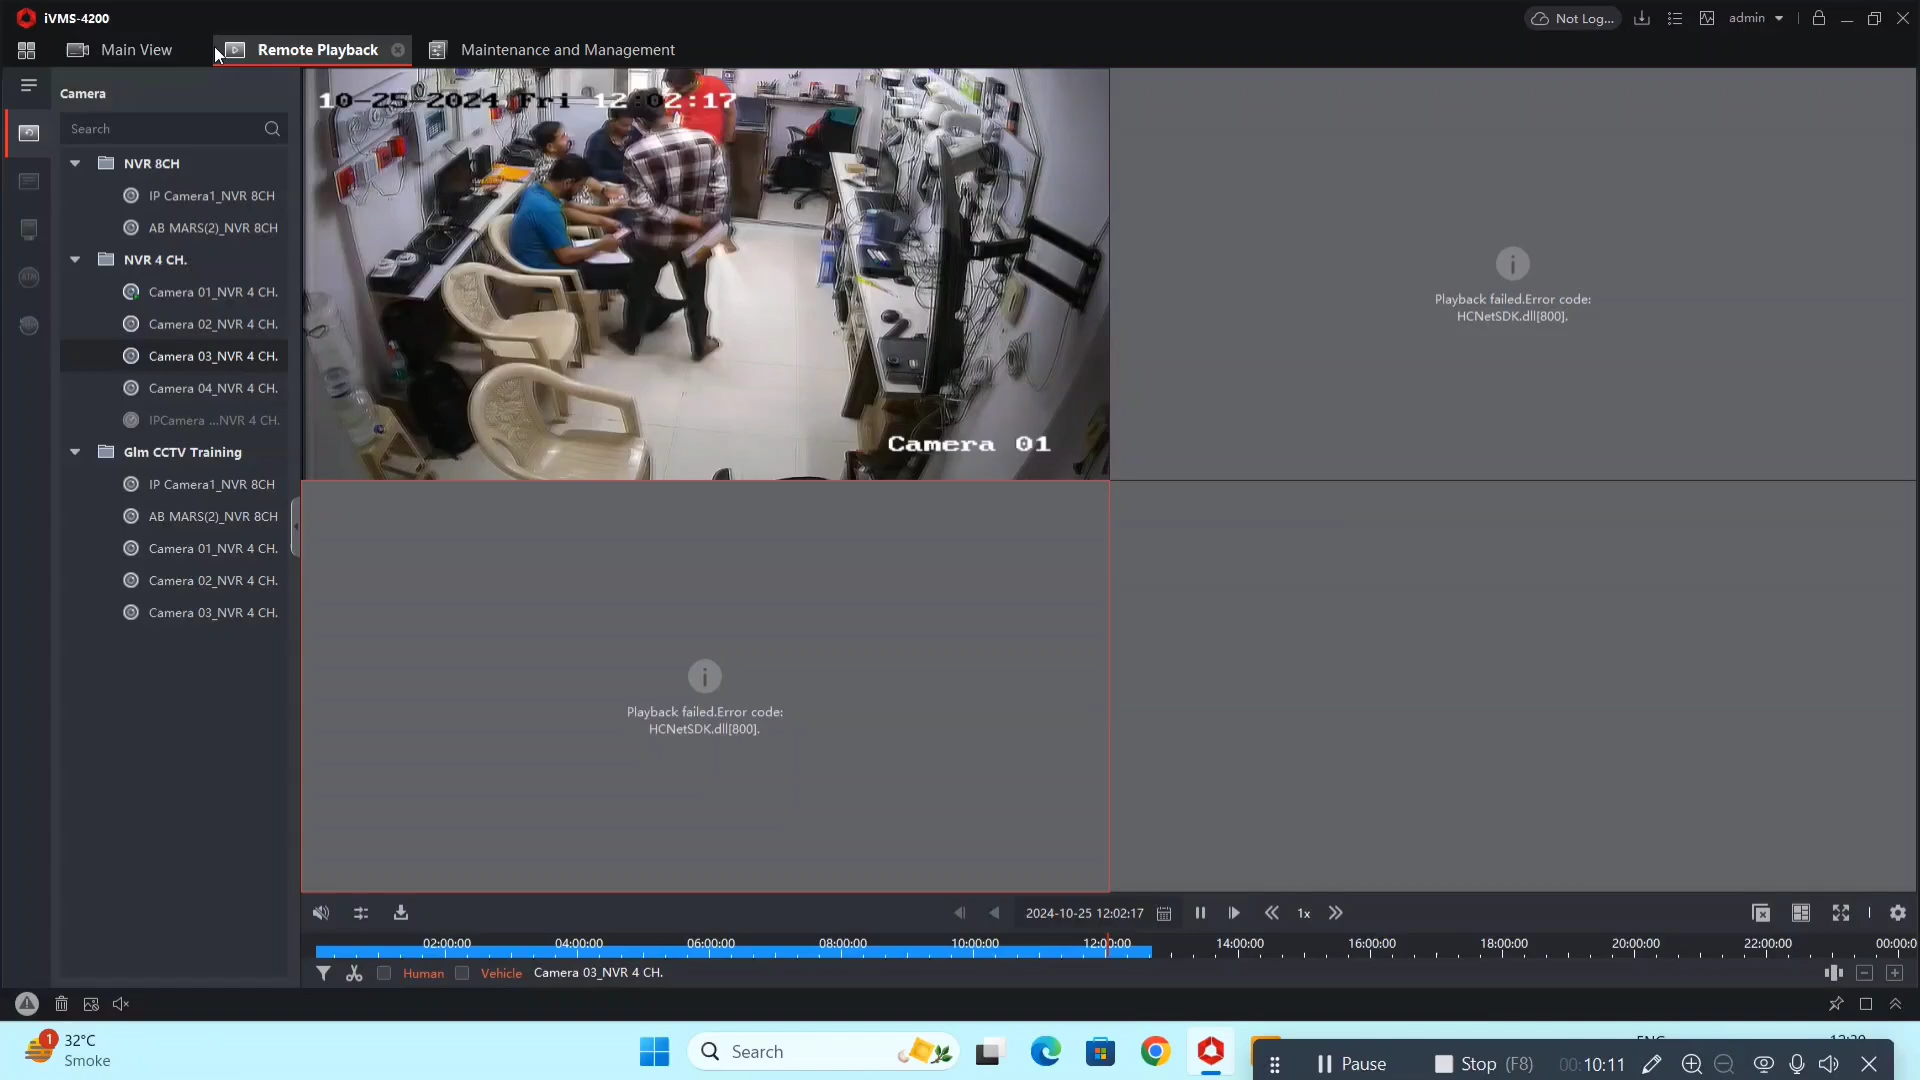 iVMS-4200
Not Log...
admin
Main View
Remote Playback
Maintenance and Management
Camera
Search
NVR 8CH
IP Camera1_NVR 8CH
AB MARS(2)_NVR 8CH
NVR 4 CH.
Camera 01_NVR 4 CH.
Camera 02_NVR 4 CH.
Camera 03_NVR 4 CH.
Camera 04_NVR 4 CH.
IPCamera ...NVR 4 CH.
Glm CCTV Training
IP Camera1_NVR 8CH
AB MARS(2)_NVR 8CH
Camera 01_NVR 4 CH.
Camera 02_NVR 4 CH.
Camera 03_NVR 4 CH.
10-25-2024 Fri 12:02:17
Camera 01
Playback failed.Error code:
HCNetSDK.dll[800].
Playback failed.Error code:
HCNetSDK.dll[800].
2024-10-25 12:02:17
1x
02:00:00 04:00:00 06:00:00 08:00:00 10:00:00 12:00:00 14:00:00 16:00:00 18:00:00 20:00:00 22:00:00 00:00:0
Human Vehicle Camera 03_NVR 4 CH.
1
32°C
Smoke
Search
Pause
Stop (F8)
00:10:11